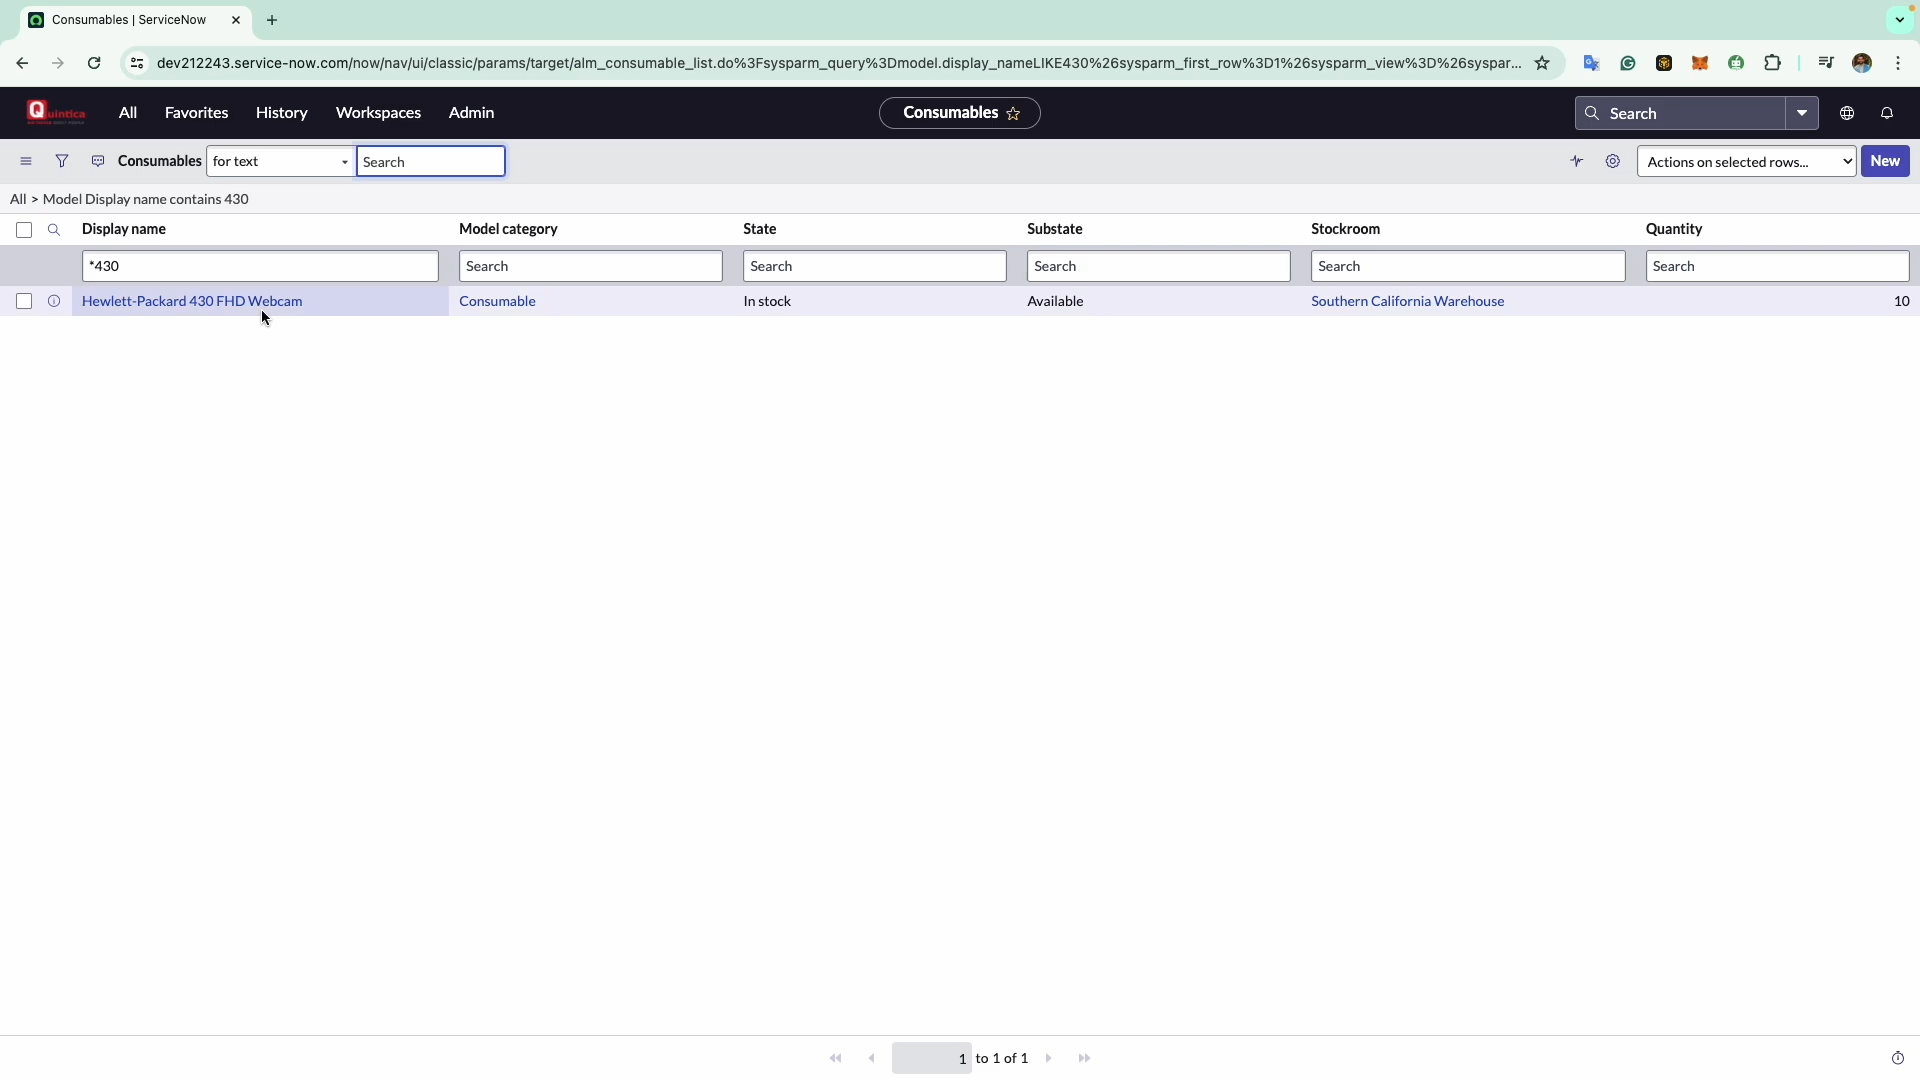 Consumables | ServiceNow
dev212243.service-now.com/now/nav/ui/classic/params/target/alm_consumable_list.do%3Fsysparm_query%3Dmodel.display_nameLIKE430%26sysparm_first_row%3D1%26sysparm_view%3D%26syspar...
Quintica All Favorites History Workspaces Admin Consumables Search
Consumables for text Search Actions on selected rows... New
All > Model Display name contains 430
Display name Model category State Substate Stockroom Quantity
*430 Search Search Search Search Search
Hewlett-Packard 430 FHD Webcam Consumable In stock Available Southern California Warehouse 10
1 to 1 of 1